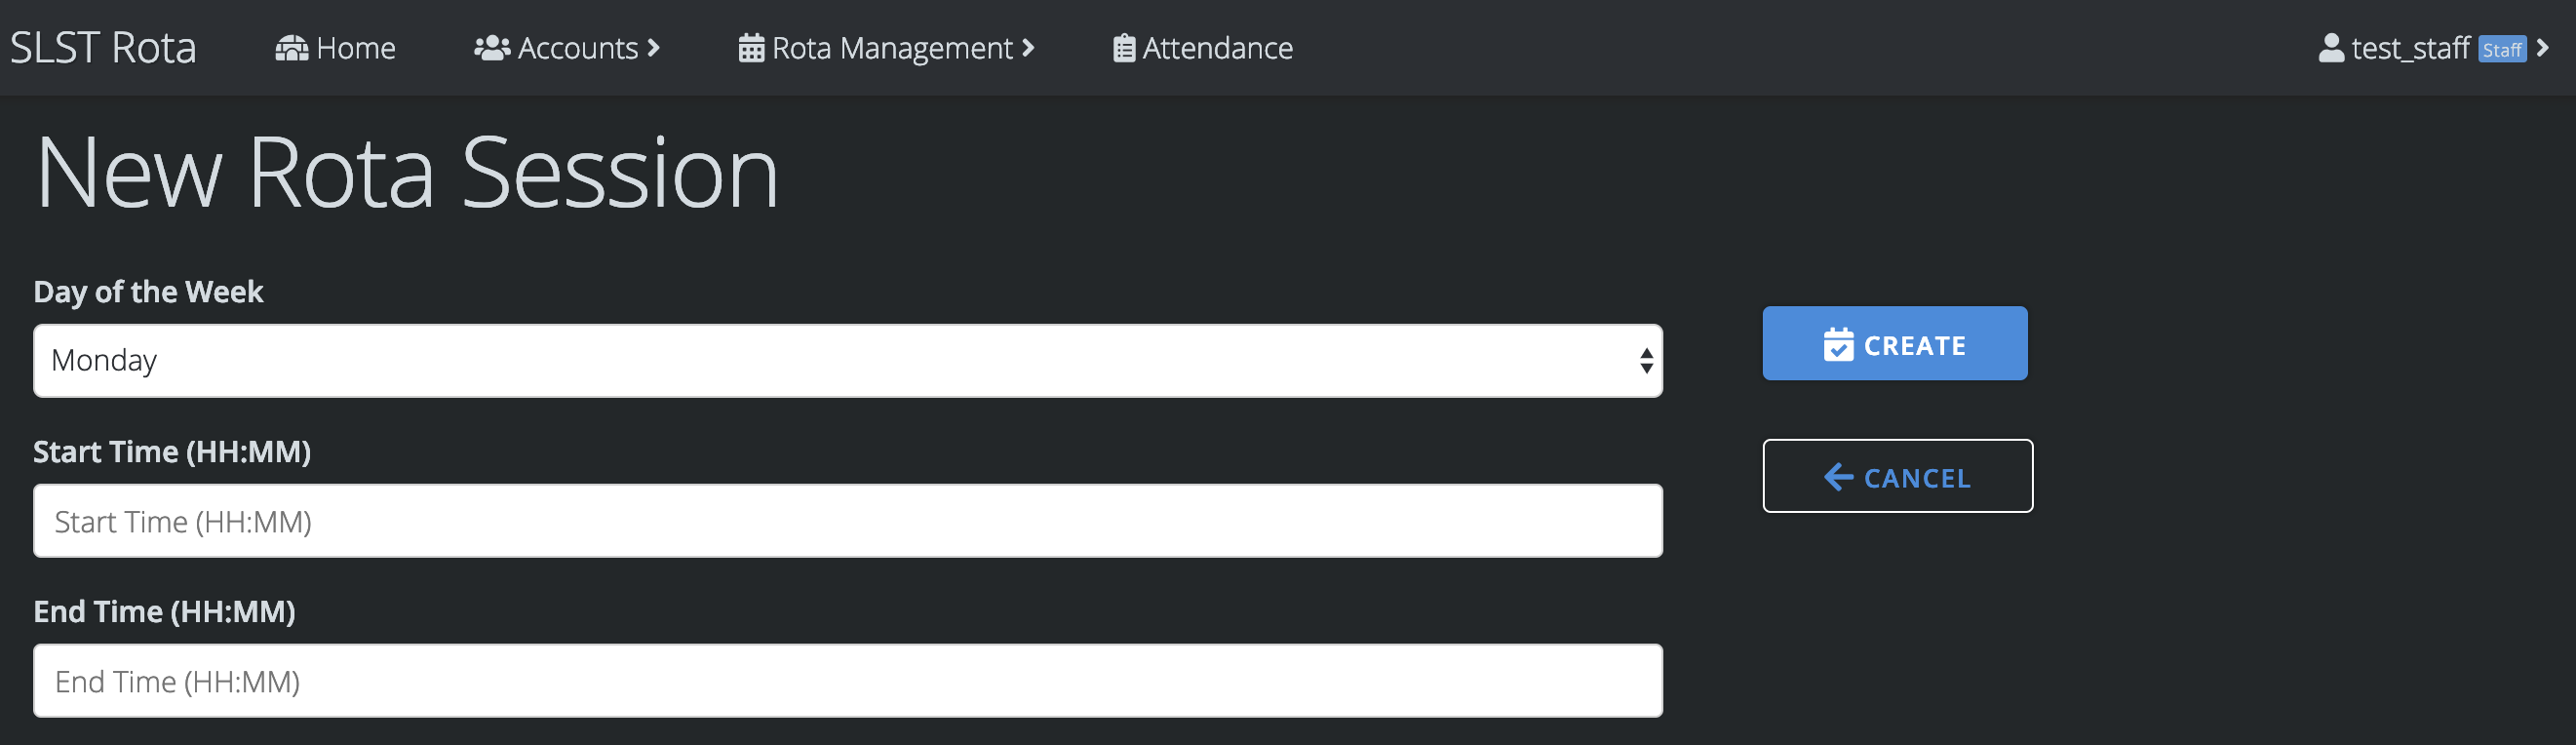 SLST Rota Home Accounts Rota Management Attendance test_staff Staff
New Rota Session
Day of the Week
Monday
CREATE
Start Time (HH:MM)
Start Time (HH:MM)
CANCEL
End Time (HH:MM)
End Time (HH:MM)